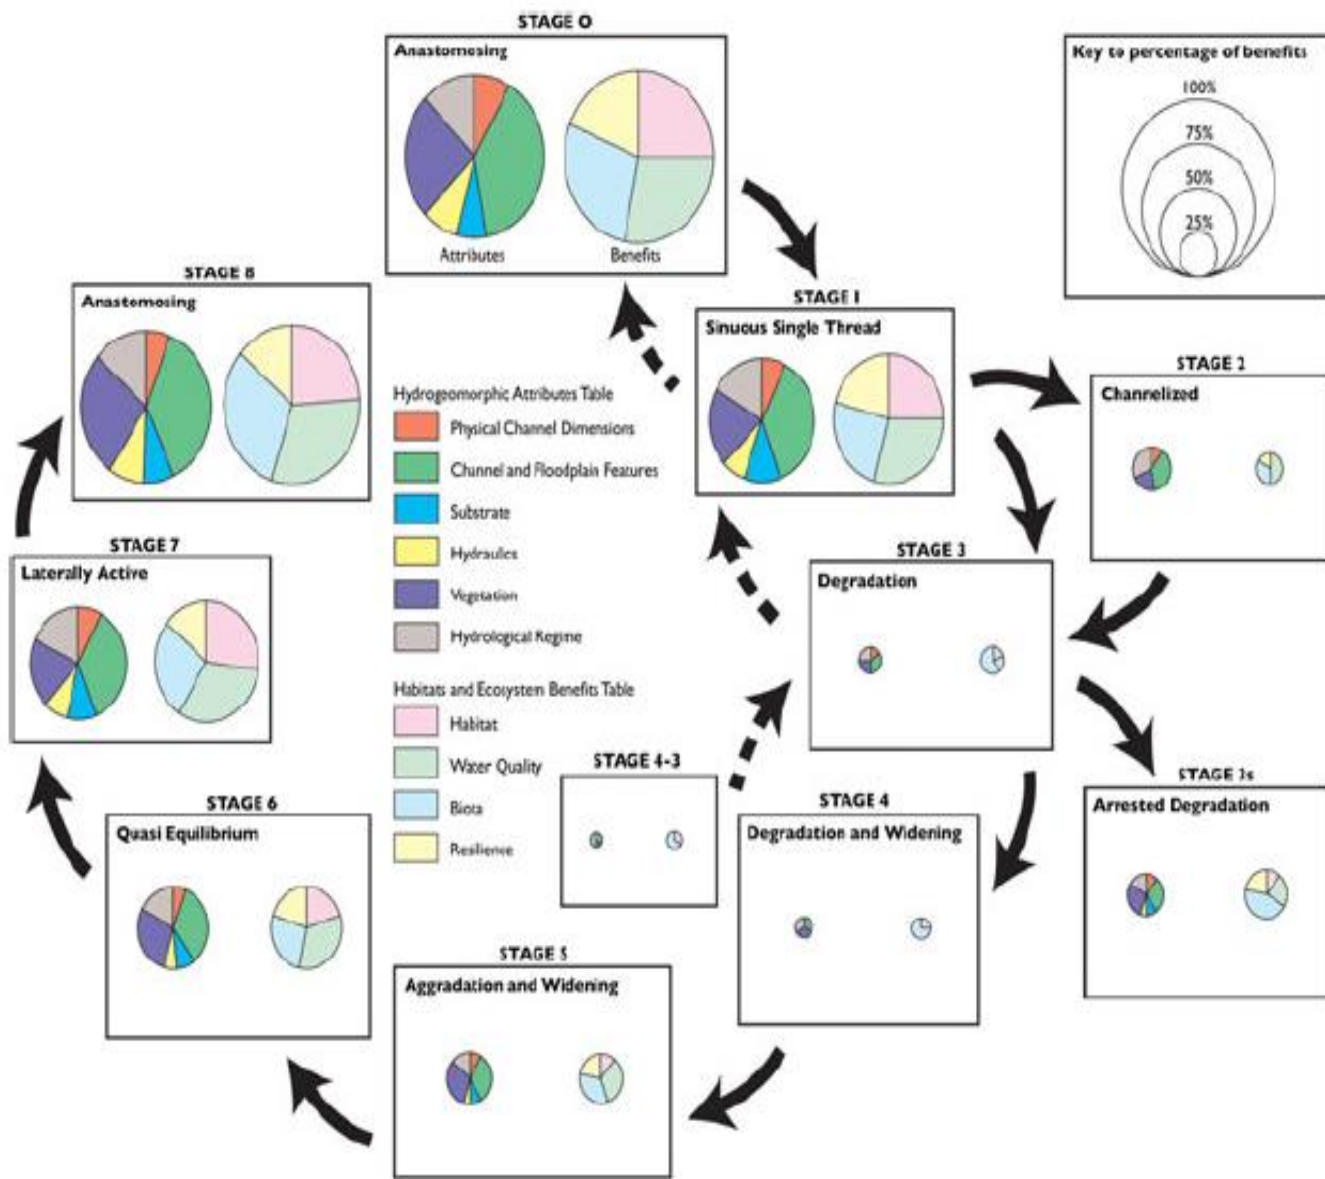 STAGE 0
Anastomosing
Attributes
Benefits
Key to percentage of benefits
100%
75%
50%
25%
STAGE 8
Anastomosing
STAGE 1
Sinuous Single Thread
STAGE 2
Channelized
Hydrogeomorphic Attributes Table
Physical Channel Dimensions
Channel and Floodplain Features
Substrate
Hydraulics
Vegetation
Hydrological Regime
Habitats and Ecosystem Benefits Table
Habitat
Water Quality
Biota
Resilience
STAGE 7
Laterally Active
STAGE 3
Degradation
STAGE 4-3
STAGE 6
Quasi Equilibrium
STAGE 4
Degradation and Widening
STAGE 3s
Arrested Degradation
STAGE 5
Aggradation and Widening